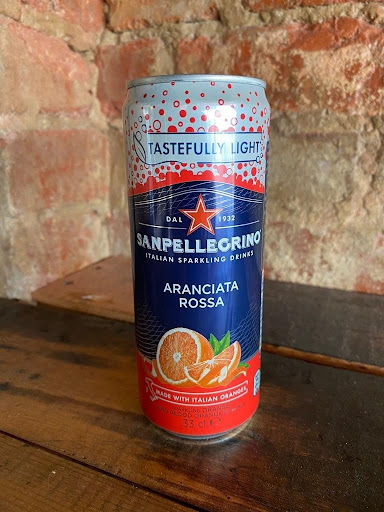 TASTEFULLY LIGHT
DAL 1932
SANPELLEGRINO
ITALIAN SPARKLING DRINKS
ARANCIATA
ROSSA
MADE WITH ITALIAN ORANGES
33 cl e